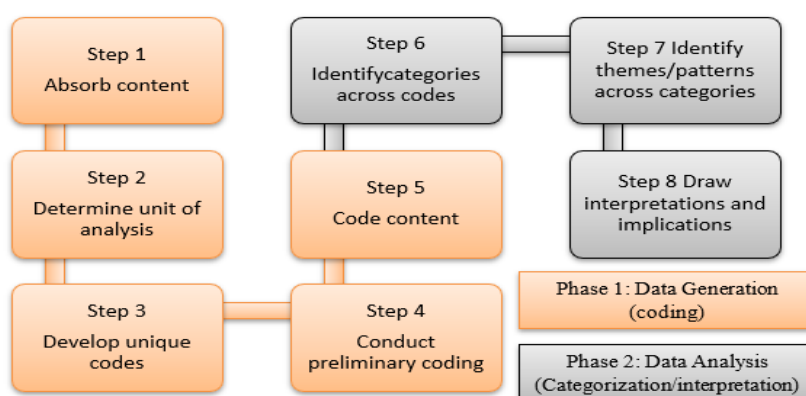 Step 1
Absorb content
Step 2
Determine unit of
analysis
Step 3
Develop unique
codes
Step 4
Conduct
preliminary coding
Step 5
Code content
Step 6
Identifycategories
across codes
Step 7 Identify
themes/patterns
across categories
Step 8 Draw
interpretations and
implications
Phase 1: Data Generation
(coding)
Phase 2: Data Analysis
(Categorization/interpretation)